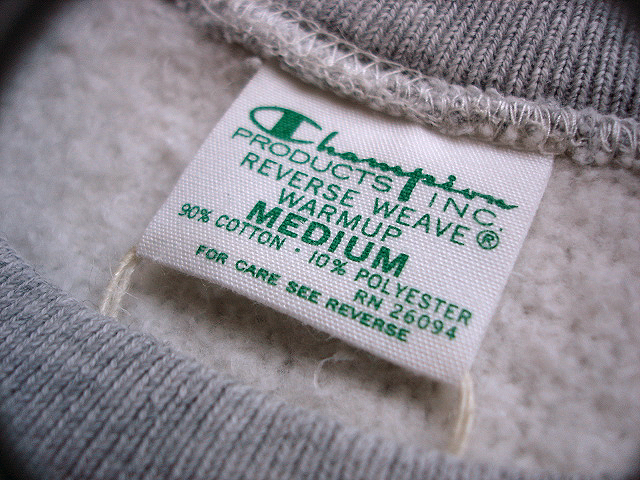 Champion
PRODUCTS INC.
REVERSE WEAVE®
WARMUP
MEDIUM
90% COTTON · 10% POLYESTER
RN 26094
FOR CARE SEE REVERSE